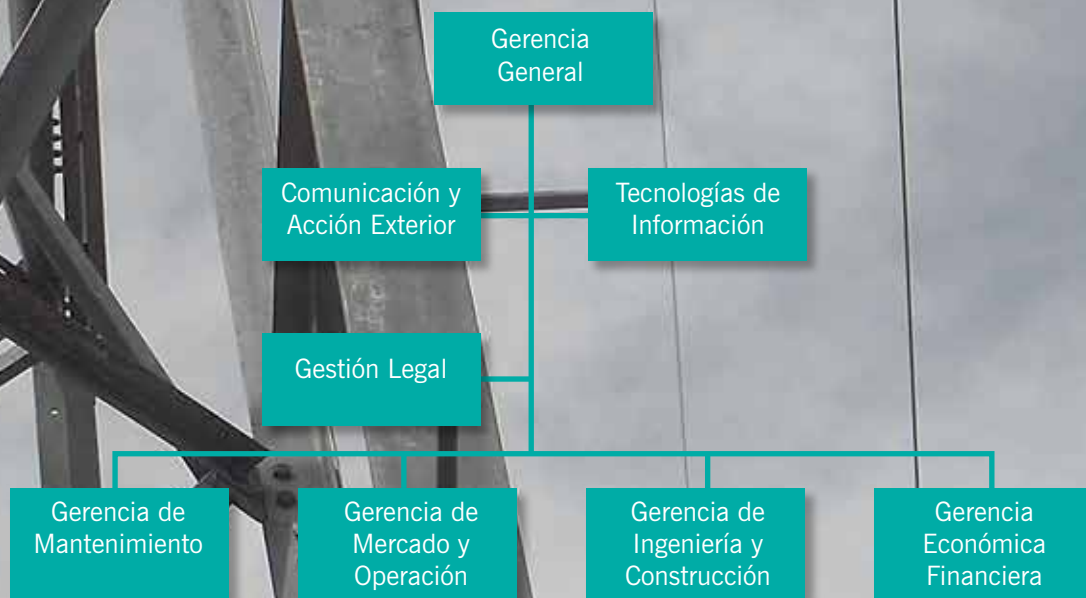 Gerencia
General
Comunicación y
Acción Exterior
Tecnologías de
Información
Gestión Legal
Gerencia de
Mantenimiento
Gerencia de
Mercado y
Operación
Gerencia de
Ingeniería y
Construcción
Gerencia
Económica
Financiera